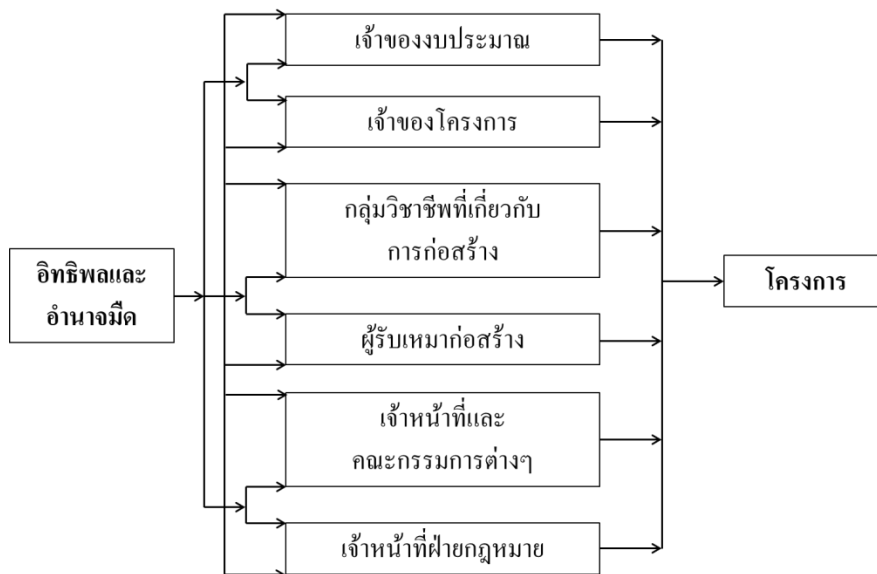 เจ้าของงบประมาณ
เจ้าของโครงการ
กลุ่มวิชาชีพที่เกี่ยวกับ
การก่อสร้าง
อิทธิพลและ
อำนาจมืด
โครงการ
ผู้รับเหมาก่อสร้าง
เจ้าหน้าที่และ
คณะกรรมการต่างๆ
เจ้าหน้าที่ฝ่ายกฎหมาย